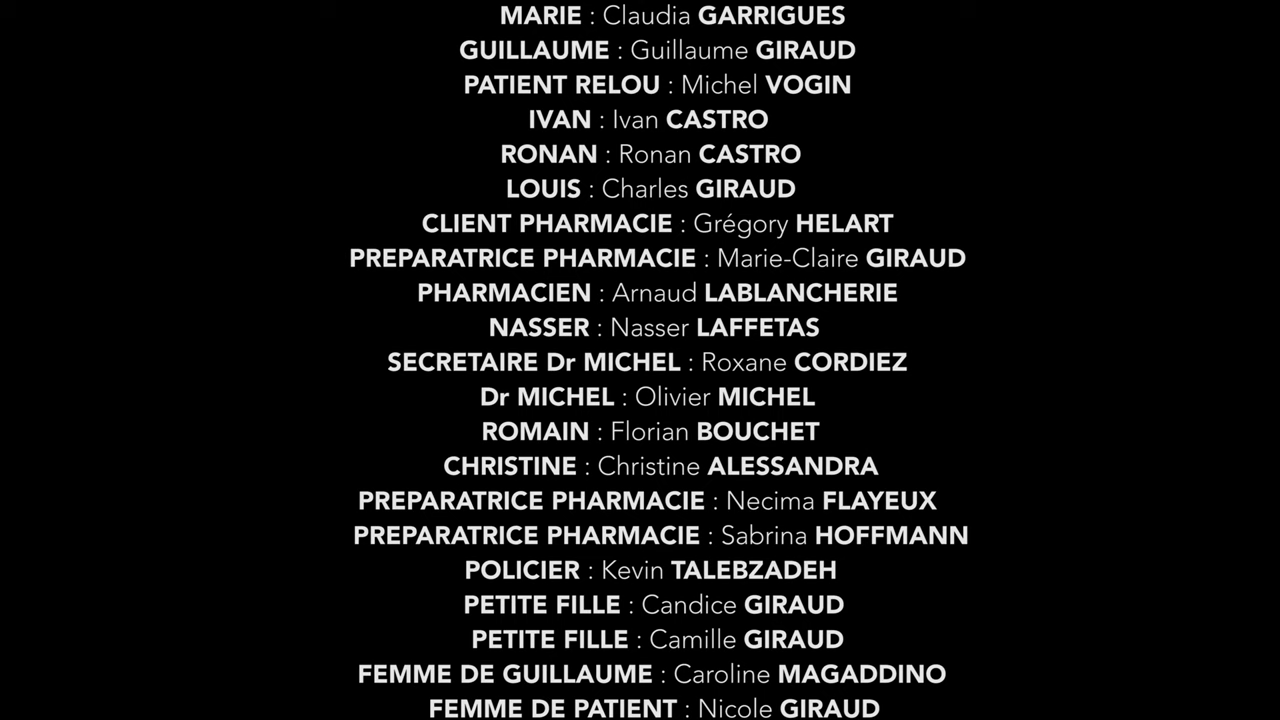 MARIE : Claudia GARRIGUES
GUILLAUME : Guillaume GIRAUD
PATIENT RELOU : Michel VOGIN
IVAN : Ivan CASTRO
RONAN : Ronan CASTRO
LOUIS : Charles GIRAUD
CLIENT PHARMACIE : Grégory HELART
PREPARATRICE PHARMACIE : Marie-Claire GIRAUD
PHARMACIEN : Arnaud LABLANCHERIE
NASSER : Nasser LAFFETAS
SECRETAIRE Dr MICHEL : Roxane CORDIEZ
Dr MICHEL : Olivier MICHEL
ROMAIN : Florian BOUCHET
CHRISTINE : Christine ALESSANDRA
PREPARATRICE PHARMACIE : Necima FLAYEUX
PREPARATRICE PHARMACIE : Sabrina HOFFMANN
POLICIER : Kevin TALEBZADEH
PETITE FILLE : Candice GIRAUD
PETITE FILLE : Camille GIRAUD
FEMME DE GUILLAUME : Caroline MAGADDINO
FEMME DE PATIENT : Nicole GIRAUD